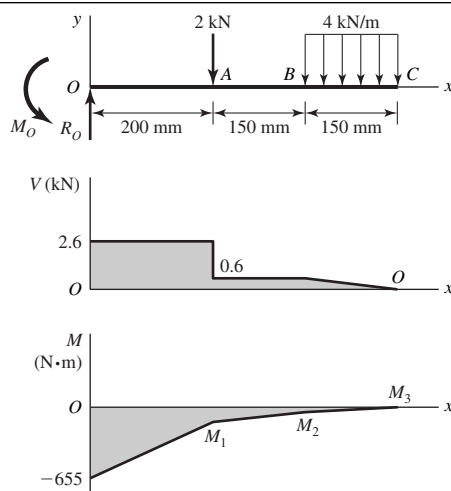 y 2 kN 4 kN/m
A B C
O x
M_O R_O 200 mm 150 mm 150 mm
V (kN)
2.6
0.6 O
O x
M
(N•m)
M_3
O x
M_1 M_2
−655